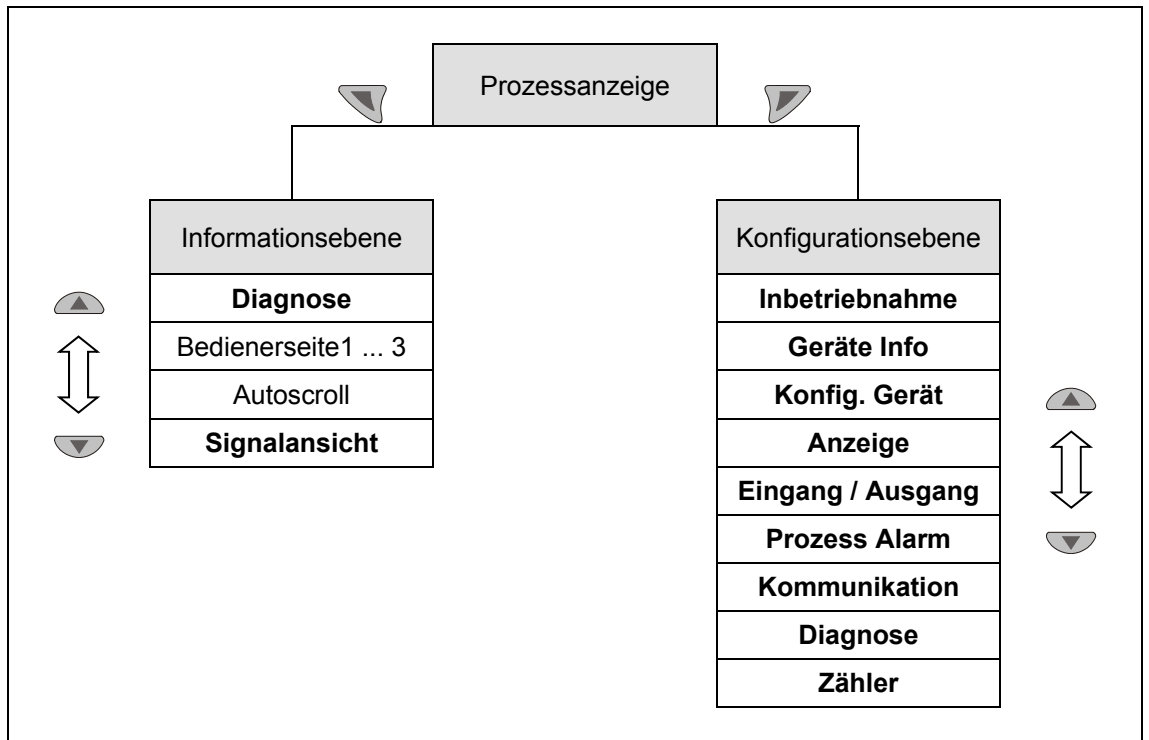 Prozessanzeige
Informationsebene
Diagnose
Bedienerseite1 ... 3
Autoscroll
Signalansicht
Konfigurationsebene
Inbetriebnahme
Geräte Info
Konfig. Gerät
Anzeige
Eingang / Ausgang
Prozess Alarm
Kommunikation
Diagnose
Zähler